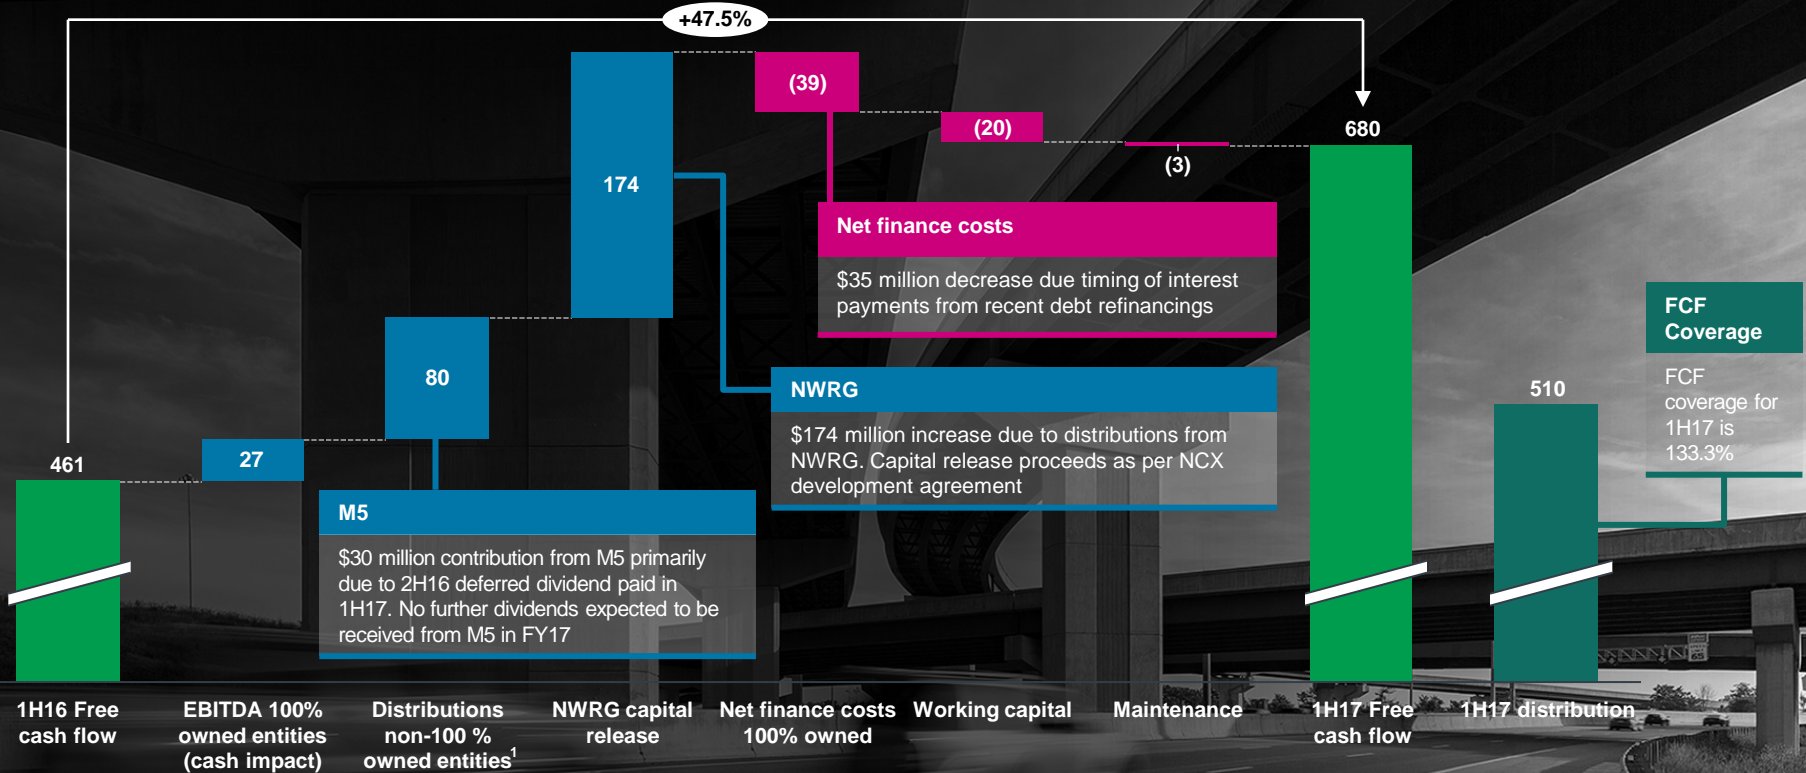 +47.5%
461
27
80
174
(39)
(20)
(3)
680
510
Net finance costs
$35 million decrease due timing of interest
payments from recent debt refinancings
NWRG
$174 million increase due to distributions from
NWRG. Capital release proceeds as per NCX
development agreement
M5
$30 million contribution from M5 primarily
due to 2H16 deferred dividend paid in
1H17. No further dividends expected to be
received from M5 in FY17
FCF
Coverage
FCF
coverage for
1H17 is
133.3%
1H16 Free
cash flow
EBITDA 100%
owned entities
(cash impact)
Distributions
non-100 %
owned entities1
NWRG capital
release
Net finance costs
100% owned
Working capital
Maintenance
1H17 Free
cash flow
1H17 distribution